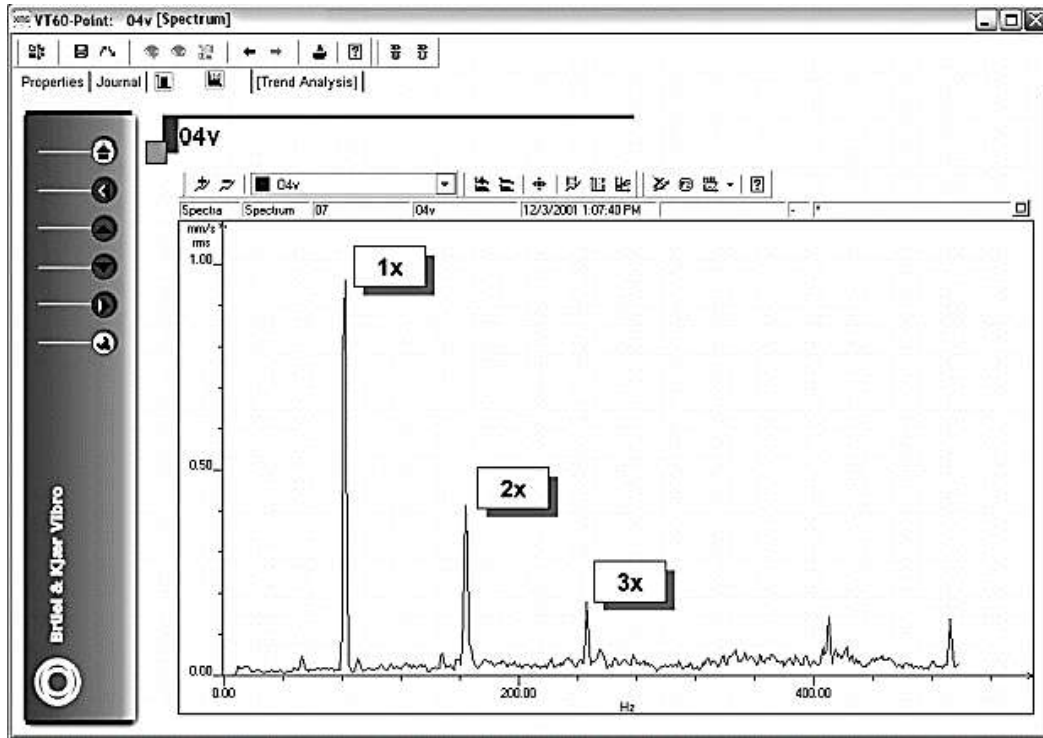 VT60-Point: 04v [Spectrum]
Properties Journal [Trend Analysis]
04v
04v
Spectra Spectrum 07 04v 12/3/2001 1:07:40 PM - *
mm/s
rms
1.00
1x
0.50
2x
3x
0.00
0.00 200.00 400.00
Hz
Brüel & Kjær Vibro